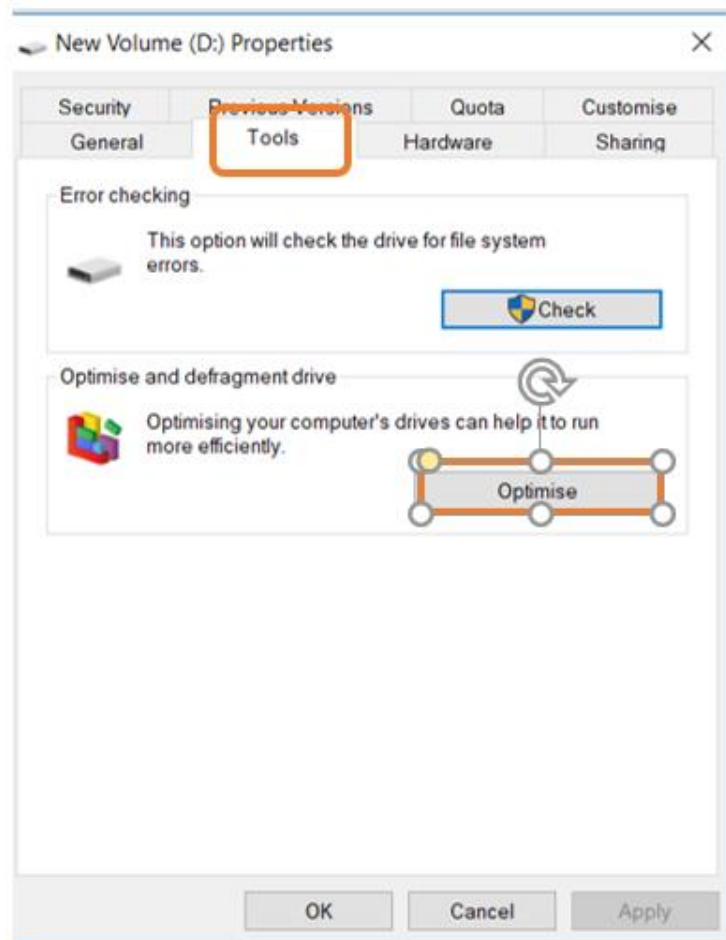 New Volume (D:) Properties
Security Previous Versions Quota Customise
General Tools Hardware Sharing
Error checking
This option will check the drive for file system
errors.
Check
Optimise and defragment drive
Optimising your computer's drives can help it to run
more efficiently.
Optimise
OK Cancel Apply